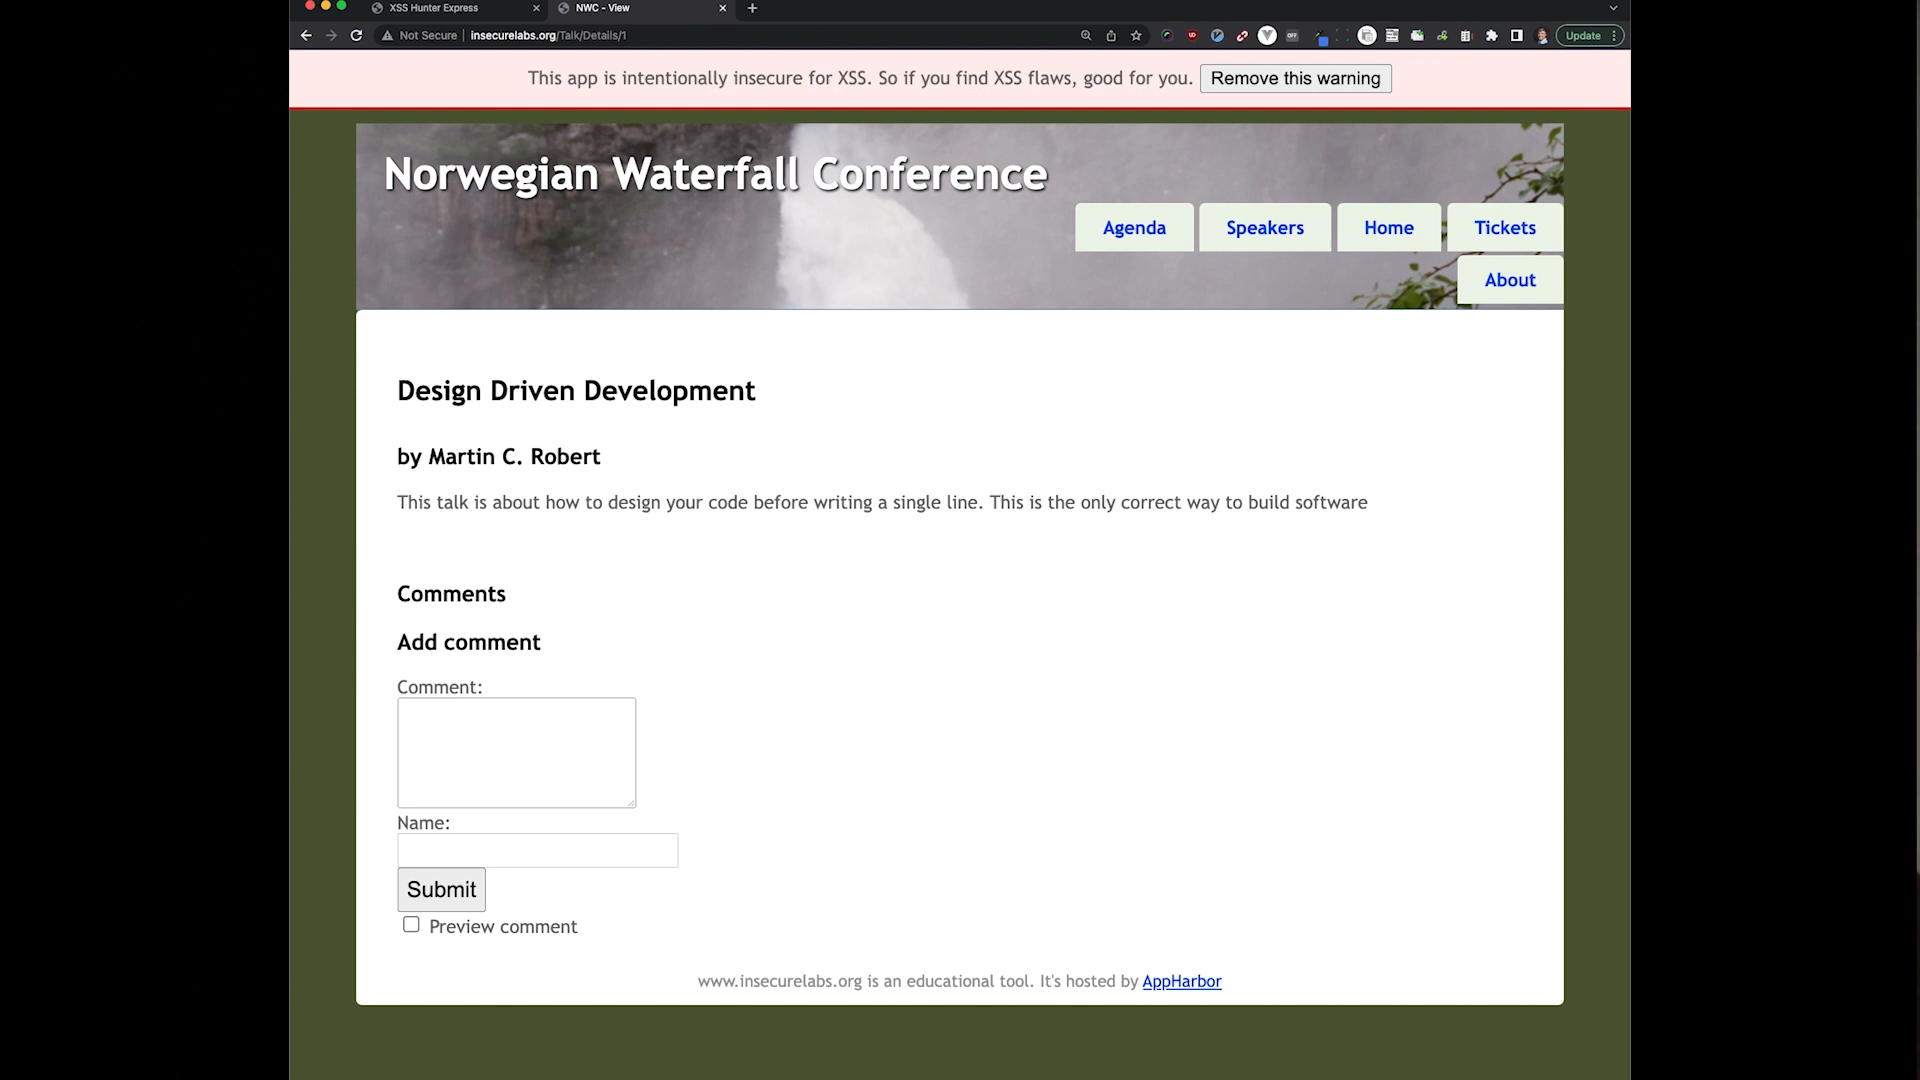 XSS Hunter Express
NWC - View
Not Secure | insecurelabs.org/Talk/Details/1
Update
This app is intentionally insecure for XSS. So if you find XSS flaws, good for you. Remove this warning
Norwegian Waterfall Conference
Agenda Speakers Home Tickets
About
Design Driven Development
by Martin C. Robert
This talk is about how to design your code before writing a single line. This is the only correct way to build software
Comments
Add comment
Comment:
Name:
Submit
Preview comment
www.insecurelabs.org is an educational tool. It's hosted by AppHarbor